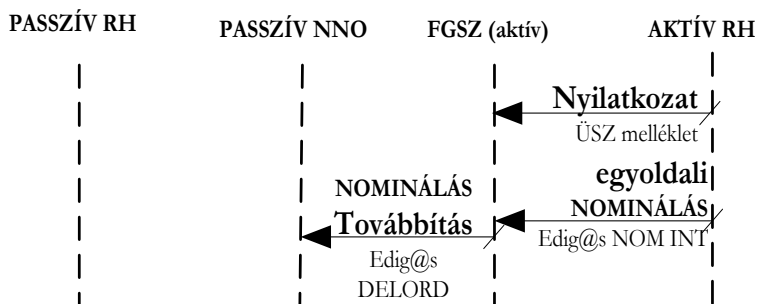 PASSZÍV RH
PASSZÍV NNO
FGSZ (aktív)
AKTÍV RH
Nyilatkozat
ÜSZ melléklet
egyoldali
NOMINÁLÁS
Edig@s NOM INT
NOMINÁLÁS
Továbbítás
Edig@s
DELORD